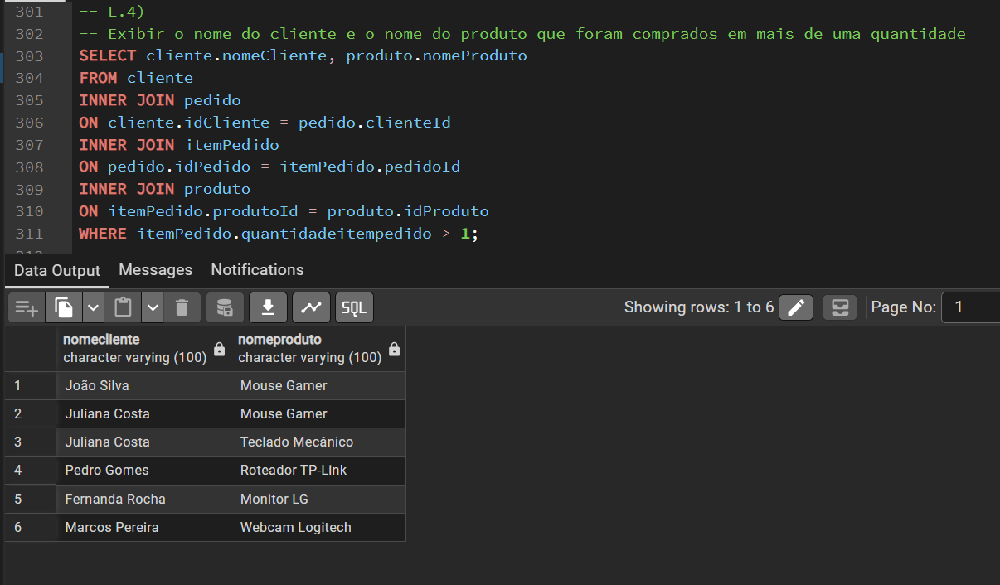 301 -- L.4)
302 -- Exibir o nome do cliente e o nome do produto que foram comprados em mais de uma quantidade
303 SELECT cliente.nomeCliente, produto.nomeProduto
304 FROM cliente
305 INNER JOIN pedido
306 ON cliente.idCliente = pedido.clienteId
307 INNER JOIN itemPedido
308 ON pedido.idPedido = itemPedido.pedidoId
309 INNER JOIN produto
310 ON itemPedido.produtoId = produto.idProduto
311 WHERE itemPedido.quantidadeitempedido > 1;
Data Output Messages Notifications
SQL Showing rows: 1 to 6 Page No: 1
nomecliente nomeproduto
character varying (100) character varying (100)
1 João Silva Mouse Gamer
2 Juliana Costa Mouse Gamer
3 Juliana Costa Teclado Mecânico
4 Pedro Gomes Roteador TP-Link
5 Fernanda Rocha Monitor LG
6 Marcos Pereira Webcam Logitech